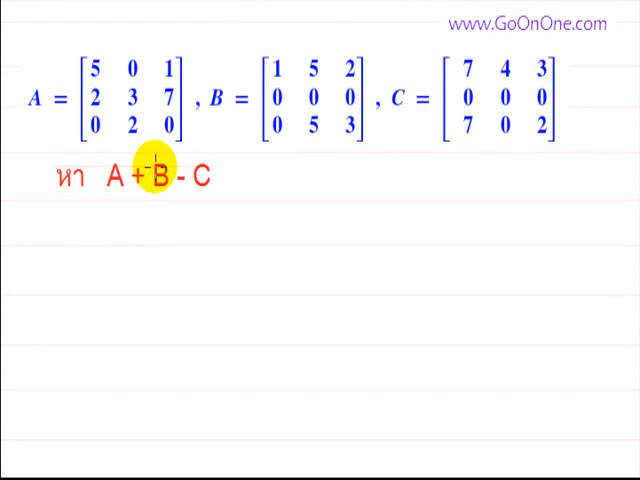 www.GoOnOne.com
A = [5 0 1
2 3 7
0 2 0] , B = [1 5 2
0 0 0
0 5 3] , C = [7 4 3
0 0 0
7 0 2]
หา A + B - C